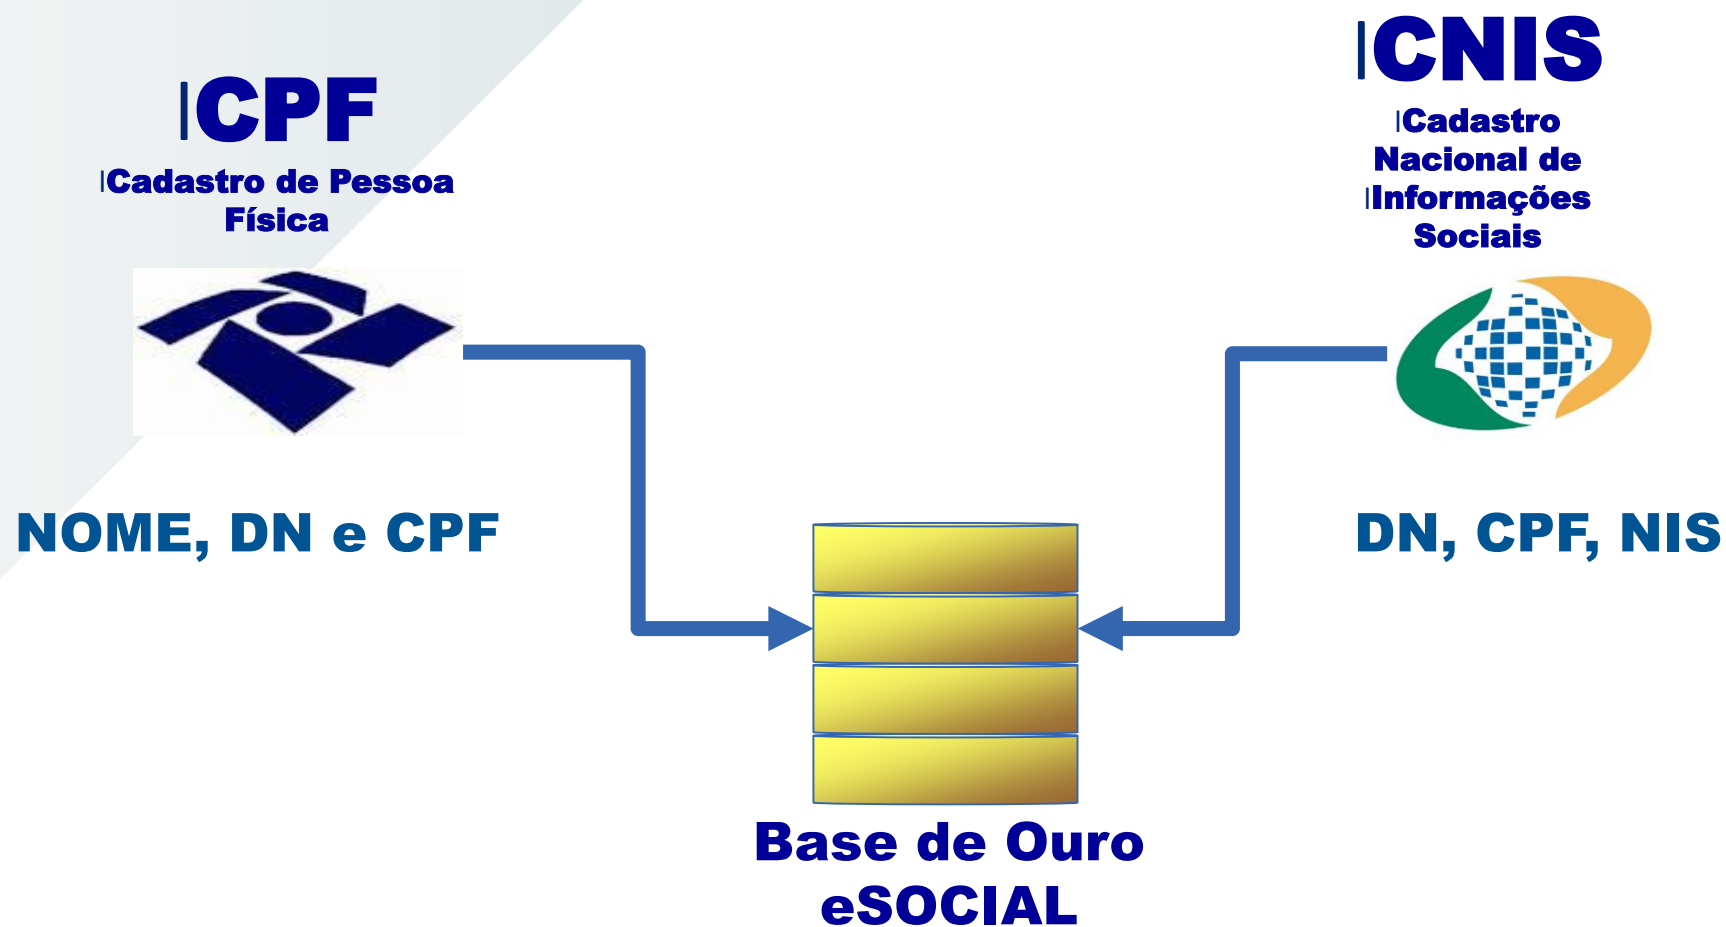 CPF
Cadastro de Pessoa
Física
NOME, DN e CPF
CNIS
Cadastro
Nacional de
Informações
Sociais
DN, CPF, NIS
Base de Ouro
eSOCIAL